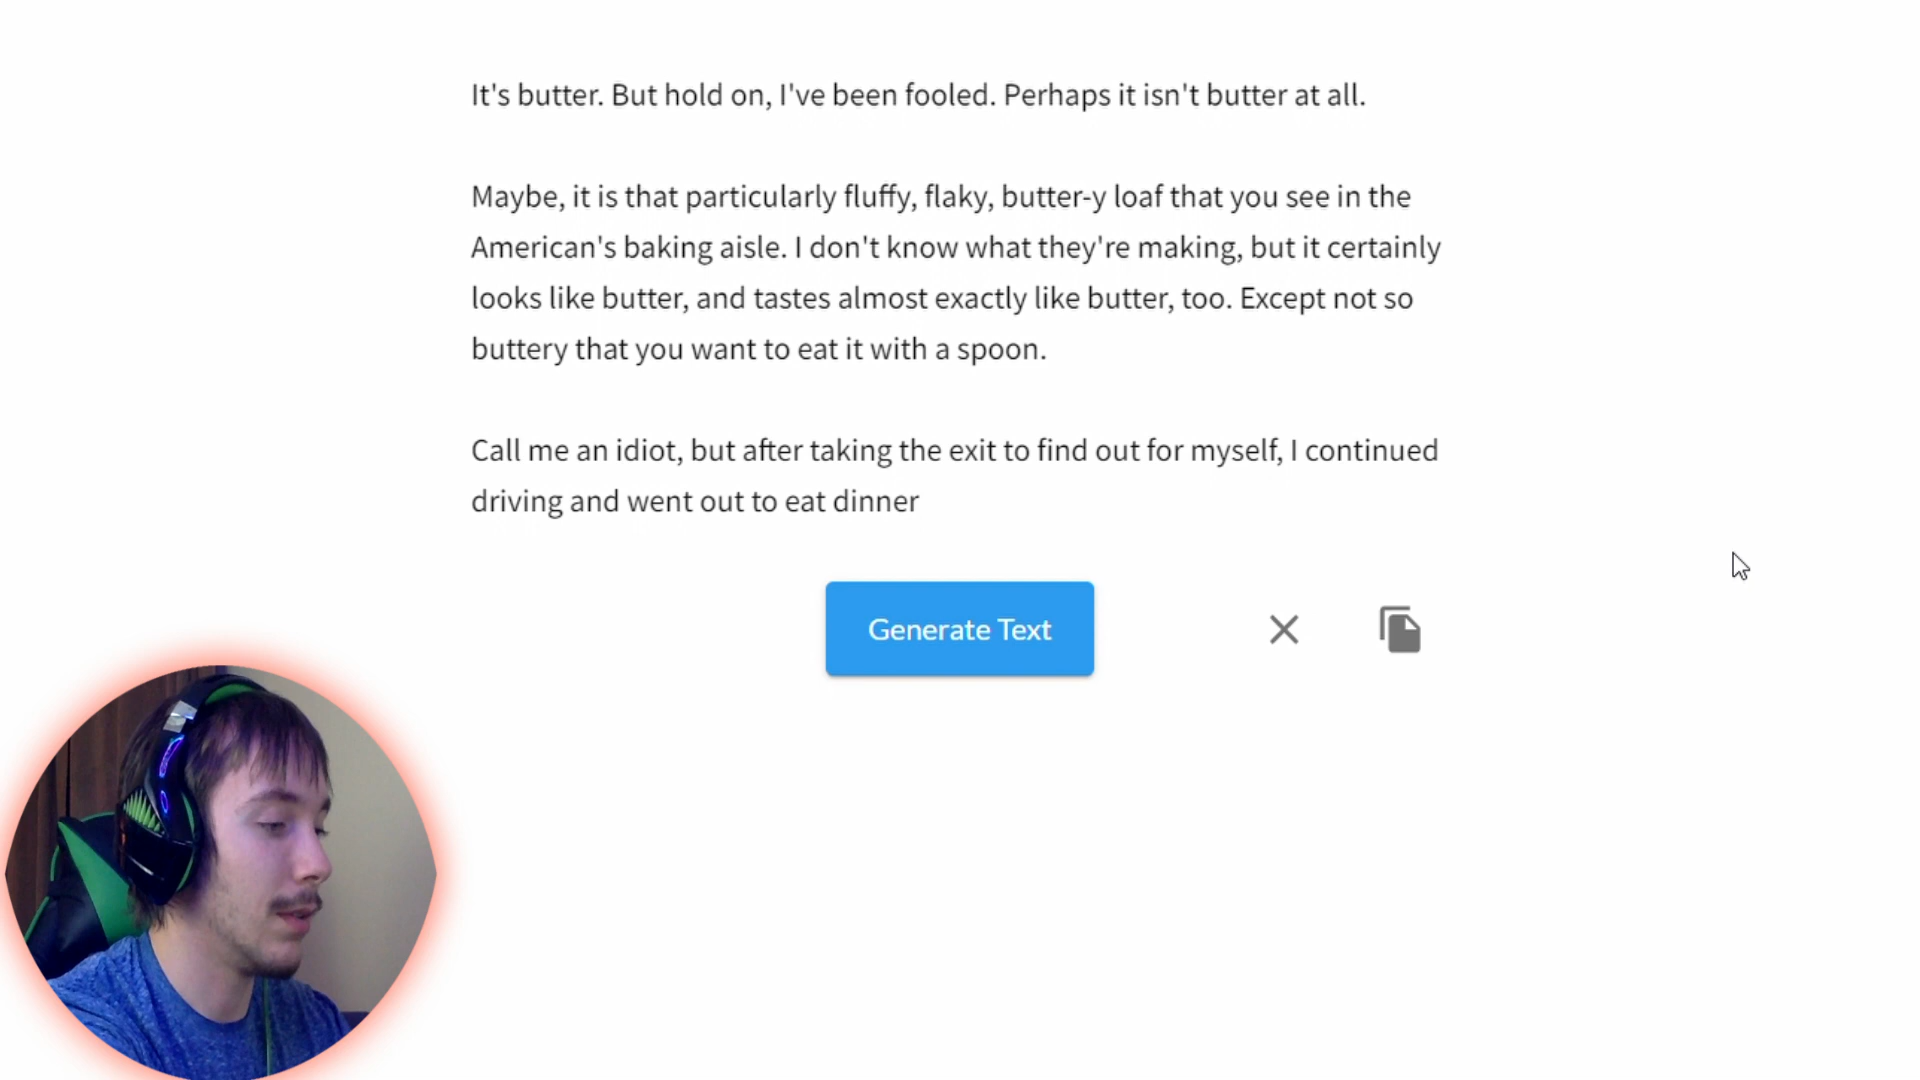 It's butter. But hold on, I've been fooled. Perhaps it isn't butter at all.
Maybe, it is that particularly fluffy, flaky, butter-y loaf that you see in the
American's baking aisle. I don't know what they're making, but it certainly
looks like butter, and tastes almost exactly like butter, too. Except not so
buttery that you want to eat it with a spoon.
Call me an idiot, but after taking the exit to find out for myself, I continued
driving and went out to eat dinner
Generate Text